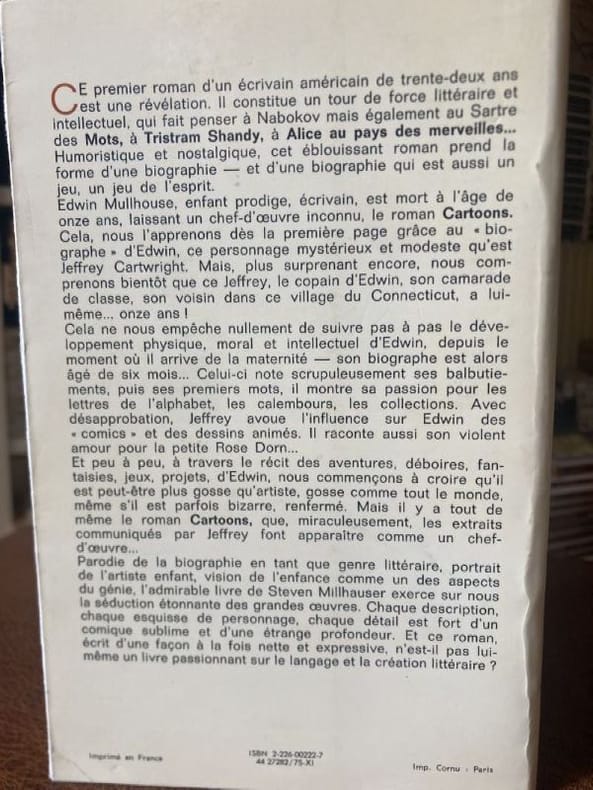 CE premier roman d'un écrivain américain de trente-deux ans
est une révélation. Il constitue un tour de force littéraire et
intellectuel, qui fait penser à Nabokov mais également au Sartre
des Mots, à Tristram Shandy, à Alice au pays des merveilles...
Humoristique et nostalgique, cet éblouissant roman prend la
forme d'une biographie — et d'une biographie qui est aussi un
jeu, un jeu de l'esprit.
Edwin Mullhouse, enfant prodige, écrivain, est mort à l'âge de
onze ans, laissant un chef-d'œuvre inconnu, le roman Cartoons.
Cela, nous l'apprenons dès la première page grâce au « bio-
graphe » d'Edwin, ce personnage mystérieux et modeste qu'est
Jeffrey Cartwright. Mais, plus surprenant encore, nous com-
prenons bientôt que ce Jeffrey, le copain d'Edwin, son camarade
de classe, son voisin dans ce village du Connecticut, a lui-
même... onze ans !
Cela ne nous empêche nullement de suivre pas à pas le déve-
loppement physique, moral et intellectuel d'Edwin, depuis le
moment où il arrive de la maternité — son biographe est alors
âgé de six mois... Celui-ci note scrupuleusement ses balbutie-
ments, puis ses premiers mots, il montre sa passion pour les
lettres de l'alphabet, les calembours, les collections. Avec
désapprobation, Jeffrey avoue l'influence sur Edwin des
« comics » et des dessins animés. Il raconte aussi son violent
amour pour la petite Rose Dorn...
Et peu à peu, à travers le récit des aventures, déboires, fan-
taisies, jeux, projets, d'Edwin, nous commençons à croire qu'il
est peut-être plus gosse qu'artiste, gosse comme tout le monde,
même s'il est parfois bizarre, renfermé. Mais il y a tout de
même le roman Cartoons, que, miraculeusement, les extraits
communiqués par Jeffrey font apparaître comme un chef-
d'œuvre...
Parodie de la biographie en tant que genre littéraire, portrait
de l'artiste enfant, vision de l'enfance comme un des aspects
du génie, l'admirable livre de Steven Millhauser exerce sur nous
la séduction étonnante des grandes œuvres. Chaque description,
chaque esquisse de personnage, chaque détail est fort d'un
comique sublime et d'une étrange profondeur. Et ce roman,
écrit d'une façon à la fois nette et expressive, n'est-il pas lui-
même un livre passionnant sur le langage et la création littéraire ?
Imprimé en France
ISBN 2-226-00222-7
44 27282/75-XI
Imp. Cornu - Paris